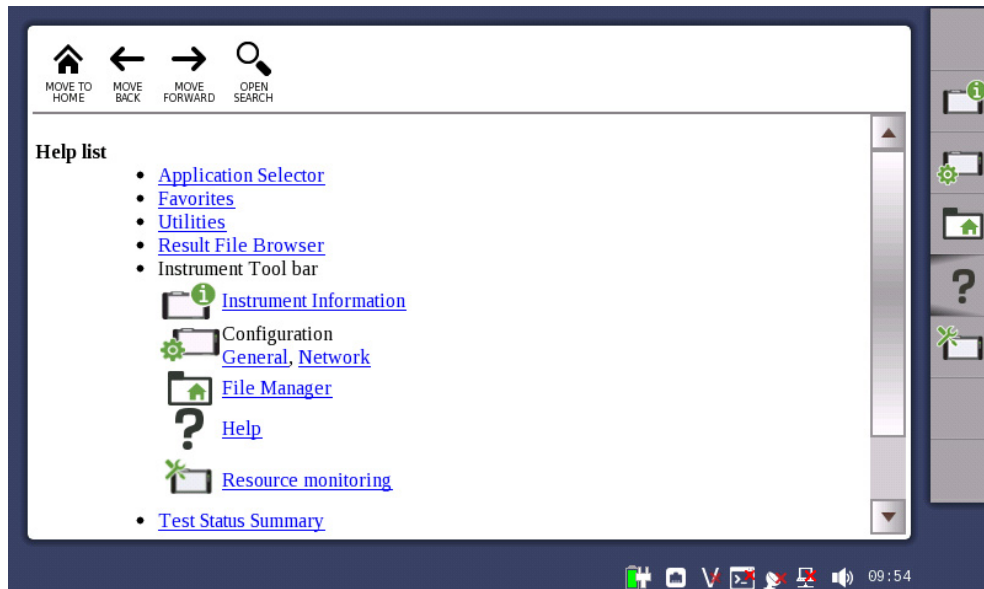 MOVE TO
HOME
MOVE
BACK
MOVE
FORWARD
OPEN
SEARCH
Help list
Application Selector
Favorites
Utilities
Result File Browser
Instrument Tool bar
Instrument Information
Configuration
General, Network
File Manager
Help
Resource monitoring
Test Status Summary
09:54